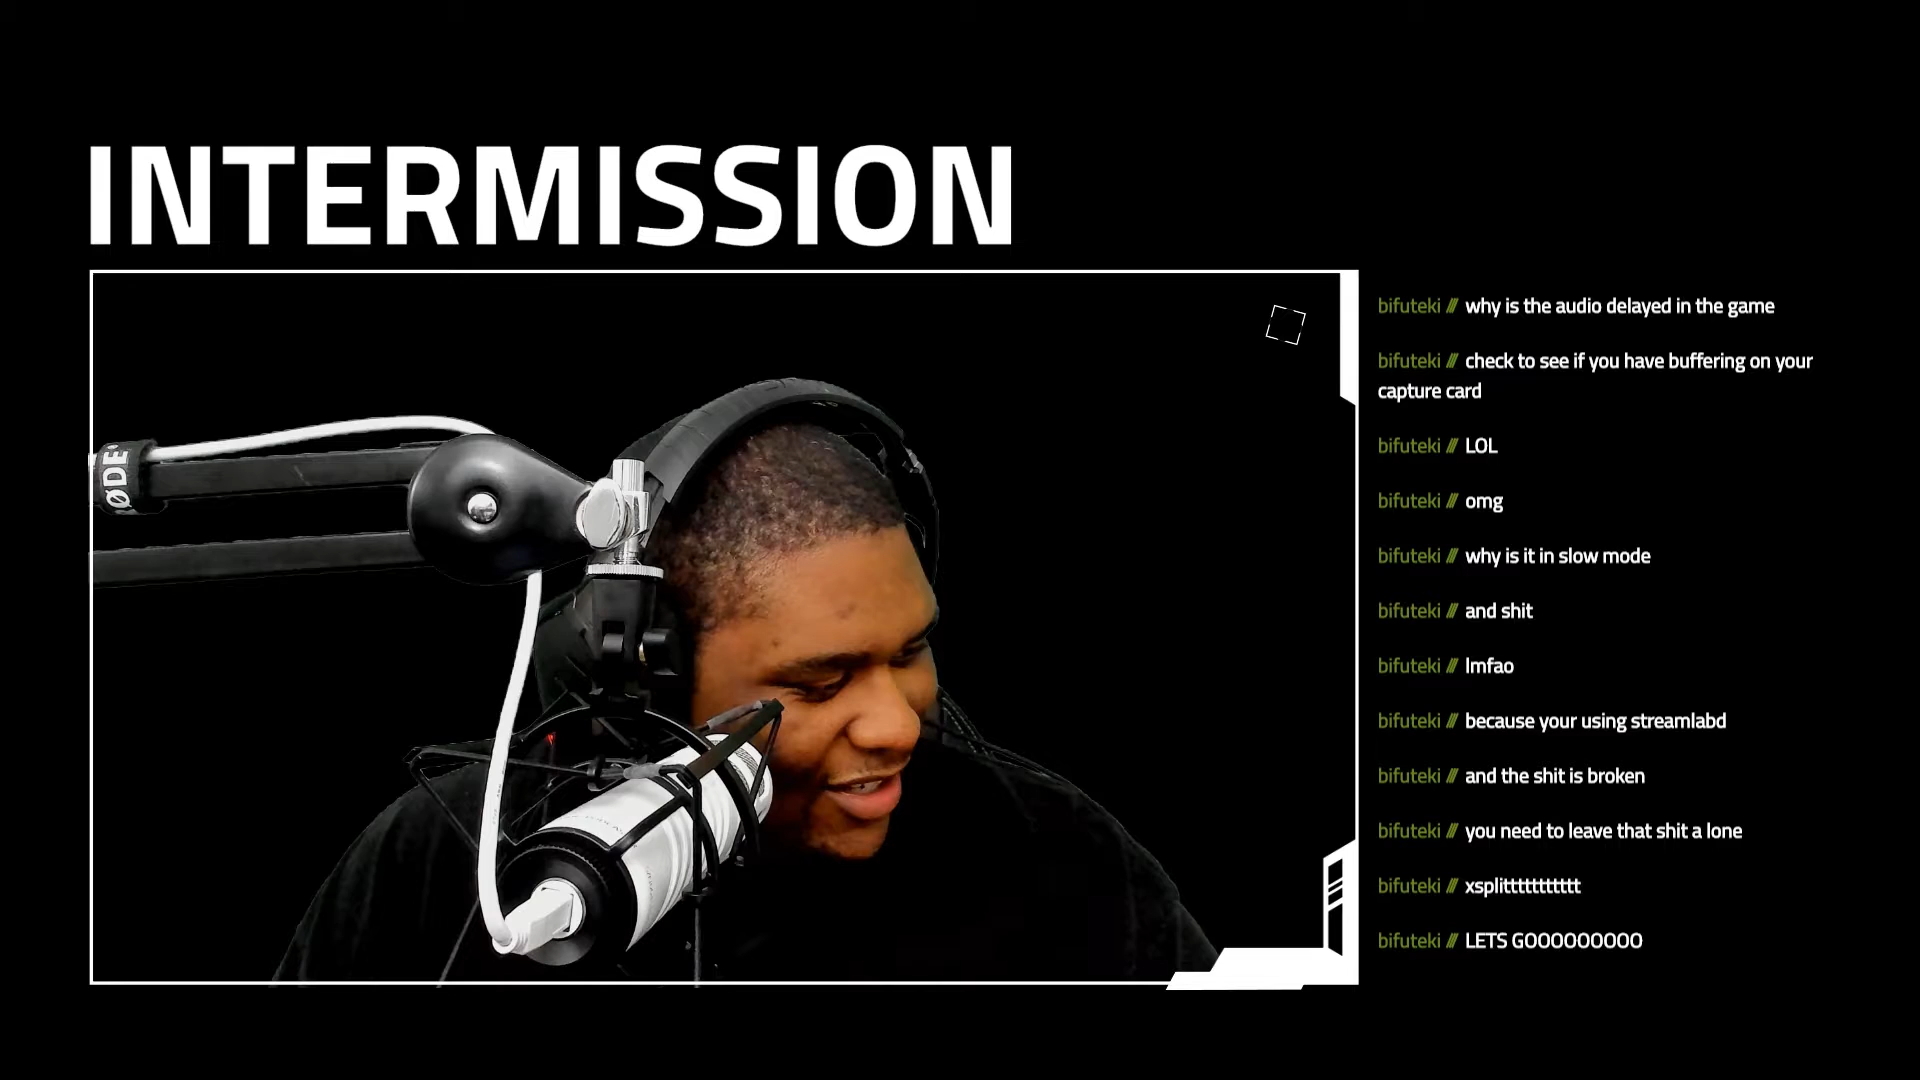 INTERMISSION
RØDE
bifuteki /// why is the audio delayed in the game
bifuteki /// check to see if you have buffering on your
capture card
bifuteki /// LOL
bifuteki /// omg
bifuteki /// why is it in slow mode
bifuteki /// and shit
bifuteki /// lmfao
bifuteki /// because your using streamlabd
bifuteki /// and the shit is broken
bifuteki /// you need to leave that shit a lone
bifuteki /// xsplittttttttttt
bifuteki /// LETS GOOOOOOOOO